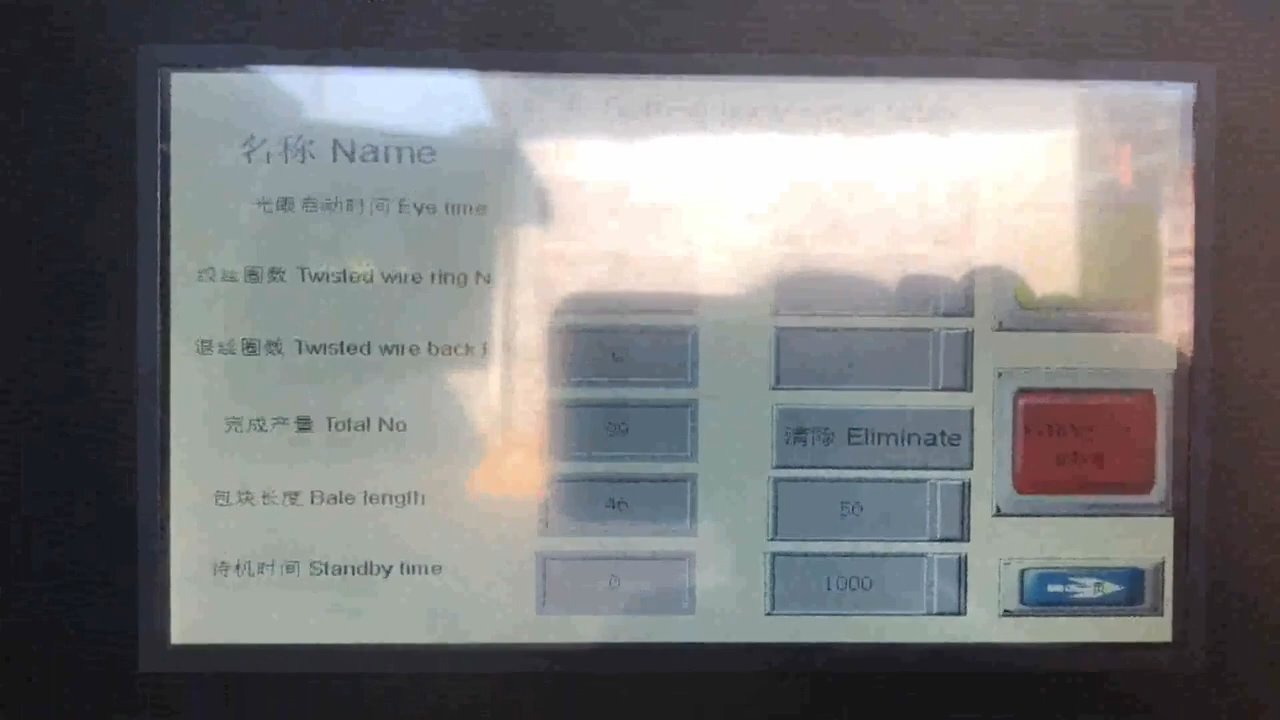 名称 Name
光眼启动时间 Eye time
绞丝圈数 Twisted wire ring N
退丝圈数 Twisted wire back
完成产量 Total No
99
清除 Eliminate
包块长度 Bale length
46
50
待机时间 Standby time
0
1000